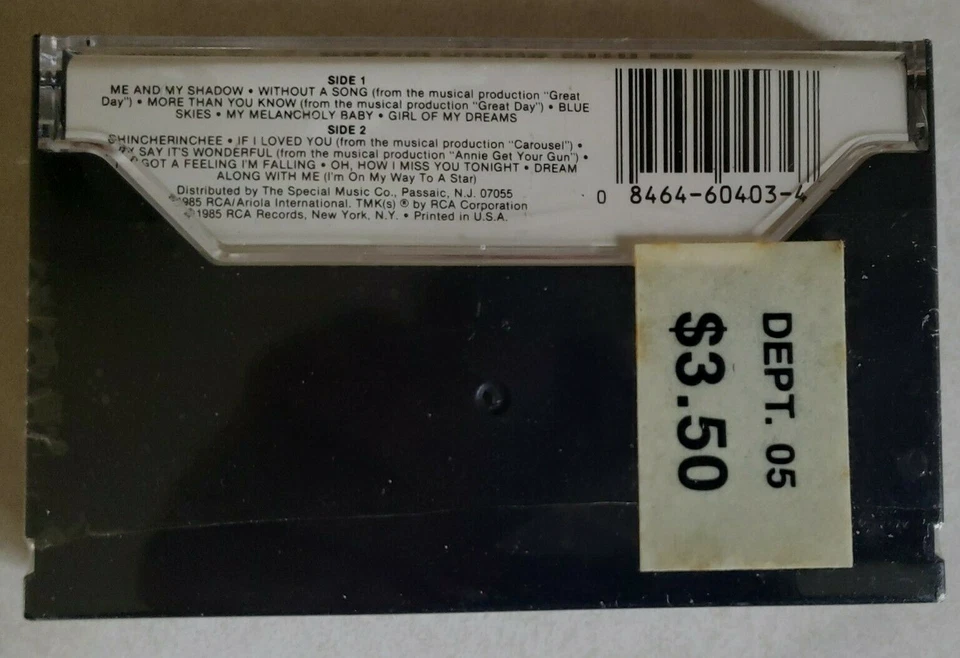 SIDE 1
ME AND MY SHADOW • WITHOUT A SONG (from the musical production "Great
Day") • MORE THAN YOU KNOW (from the musical production "Great Day") • BLUE
SKIES • MY MELANCHOLY BABY • GIRL OF MY DREAMS
SIDE 2
CHINCHERINCHEE • IF I LOVED YOU (from the musical production "Carousel") •
THEY SAY IT'S WONDERFUL (from the musical production "Annie Get Your Gun") •
GOT A FEELING I'M FALLING • OH, HOW I MISS YOU TONIGHT • DREAM
ALONG WITH ME (I'm On My Way To A Star)
Distributed by The Special Music Co., Passaic, N.J. 07055
1985 RCA/Ariola International. TMK(s) ® by RCA Corporation
©1985 RCA Records, New York, N.Y. • Printed in U.S.A.
0 8464-60403-4
DEPT. 05
$3.50